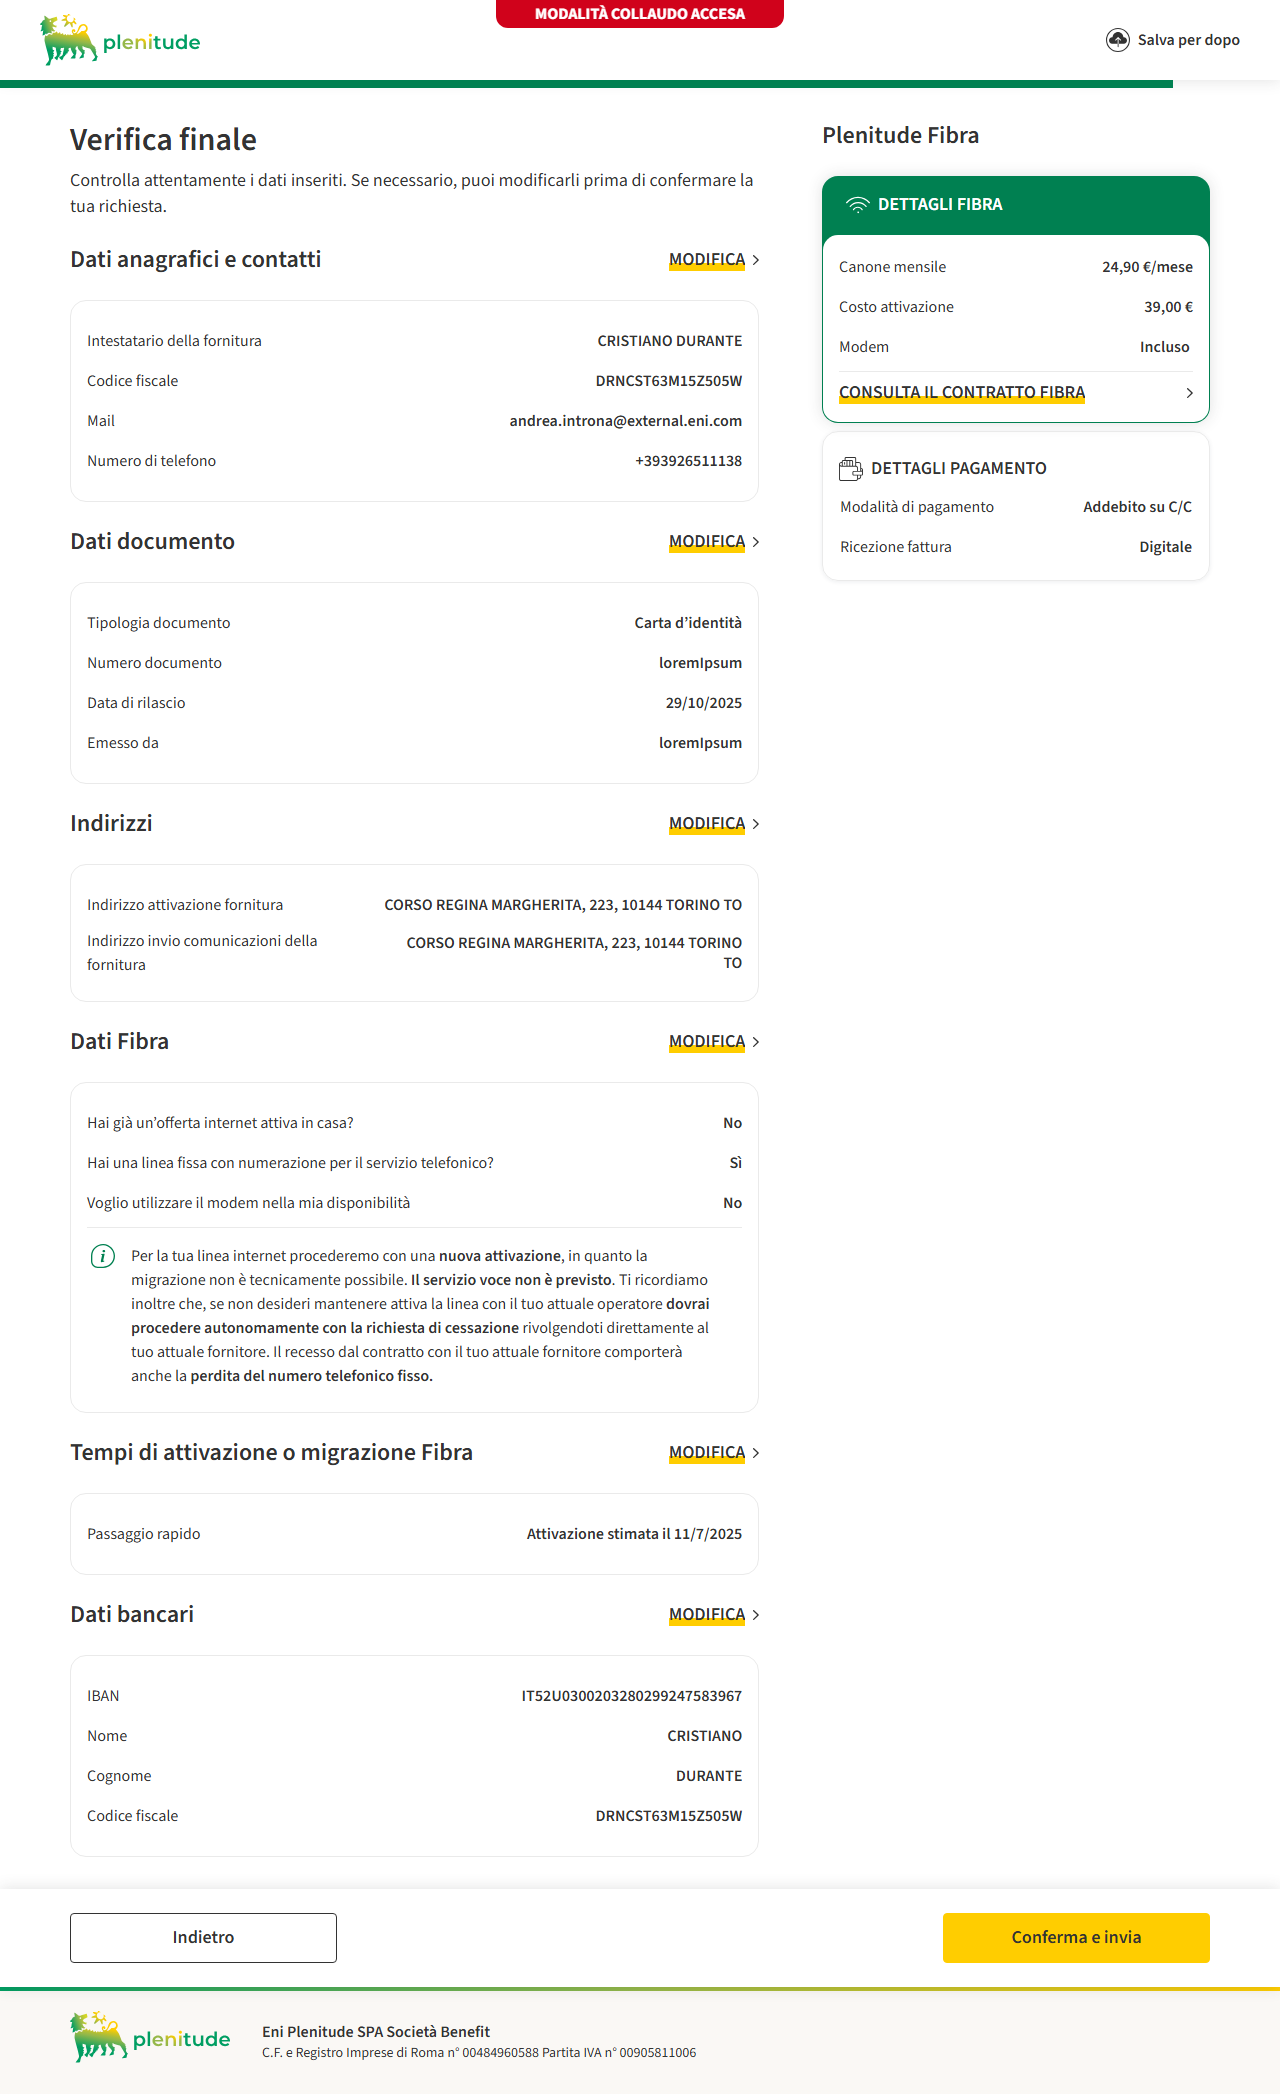 MODALITÀ COLLAUDO ACCESA
plenitude
Salva per dopo
Verifica finale
Controlla attentamente i dati inseriti. Se necessario, puoi modificarli prima di confermare la
tua richiesta.
Dati anagrafici e contatti
MODIFICA
Intestatario della fornitura
CRISTIANO DURANTE
Codice fiscale
DRNCST63M15Z505W
Mail
andrea.introna@external.eni.com
Numero di telefono
+393926511138
Dati documento
MODIFICA
Tipologia documento
Carta d'identità
Numero documento
loremIpsum
Data di rilascio
29/10/2025
Emesso da
loremIpsum
Indirizzi
MODIFICA
Indirizzo attivazione fornitura
CORSO REGINA MARGHERITA, 223, 10144 TORINO TO
Indirizzo invio comunicazioni della
fornitura
CORSO REGINA MARGHERITA, 223, 10144 TORINO
TO
Dati Fibra
MODIFICA
Hai già un'offerta internet attiva in casa?
No
Hai una linea fissa con numerazione per il servizio telefonico?
Sì
Voglio utilizzare il modem nella mia disponibilità
No
Per la tua linea internet procederemo con una nuova attivazione, in quanto la
migrazione non è tecnicamente possibile. Il servizio voce non è previsto. Ti ricordiamo
inoltre che, se non desideri mantenere attiva la linea con il tuo attuale operatore dovrai
procedere autonomamente con la richiesta di cessazione rivolgendoti direttamente al
tuo attuale fornitore. Il recesso dal contratto con il tuo attuale fornitore comporterà
anche la perdita del numero telefonico fisso.
Tempi di attivazione o migrazione Fibra
MODIFICA
Passaggio rapido
Attivazione stimata il 11/7/2025
Dati bancari
MODIFICA
IBAN
IT52U0300203280299247583967
Nome
CRISTIANO
Cognome
DURANTE
Codice fiscale
DRNCST63M15Z505W
Plenitude Fibra
DETTAGLI FIBRA
Canone mensile
24,90 €/mese
Costo attivazione
39,00 €
Modem
Incluso
CONSULTA IL CONTRATTO FIBRA
DETTAGLI PAGAMENTO
Modalità di pagamento
Addebito su C/C
Ricezione fattura
Digitale
Indietro
Conferma e invia
plenitude
Eni Plenitude SPA Società Benefit
C.F. e Registro Imprese di Roma n° 00484960588 Partita IVA n° 00905811006